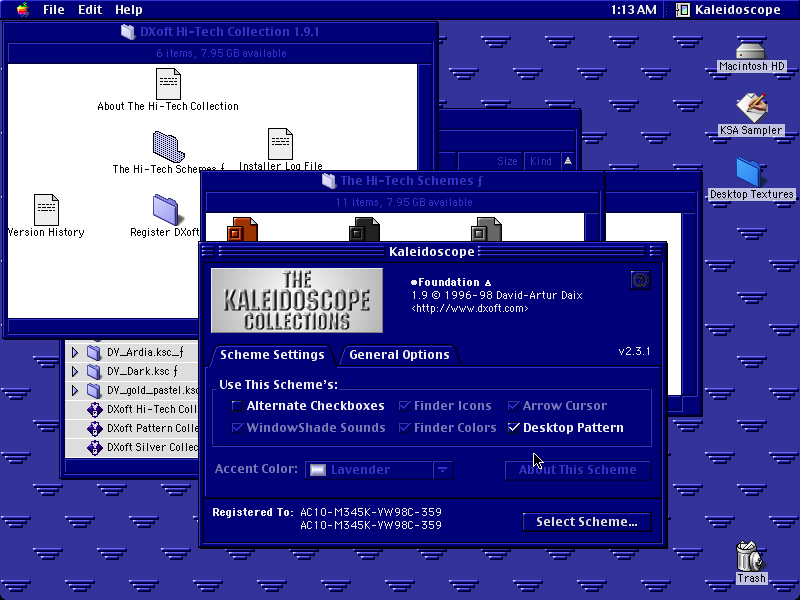 File Edit Help
1:13 AM
Kaleidoscope
DXoft Hi-Tech Collection 1.9.1
6 items, 7.95 GB available
About The Hi-Tech Collection
The Hi-Tech Schemes ƒ
Installer Log File
Version History
Register DXoft
Size Kind
Macintosh HD
KSA Sampler
Desktop Textures
The Hi-Tech Schemes ƒ
11 items, 7.95 GB available
Kaleidoscope
THE
KALEIDOSCOPE
COLLECTIONS
•Foundation
1.9 © 1996-98 David-Artur Daix
<http://www.dxoft.com>
v2.3.1
Scheme Settings
General Options
Use This Scheme's:
Alternate Checkboxes
Finder Icons
Arrow Cursor
WindowShade Sounds
Finder Colors
Desktop Pattern
Accent Color:
Lavender
About This Scheme
Registered To: AC10-M345K-YW98C-359
AC10-M345K-YW98C-359
Select Scheme...
DV_Ardia.ksc_ƒ
DV_Dark.ksc ƒ
DV_gold_pastel.ksc
DXoft Hi-Tech Coll
DXoft Pattern Colle
DXoft Silver Collec
Trash